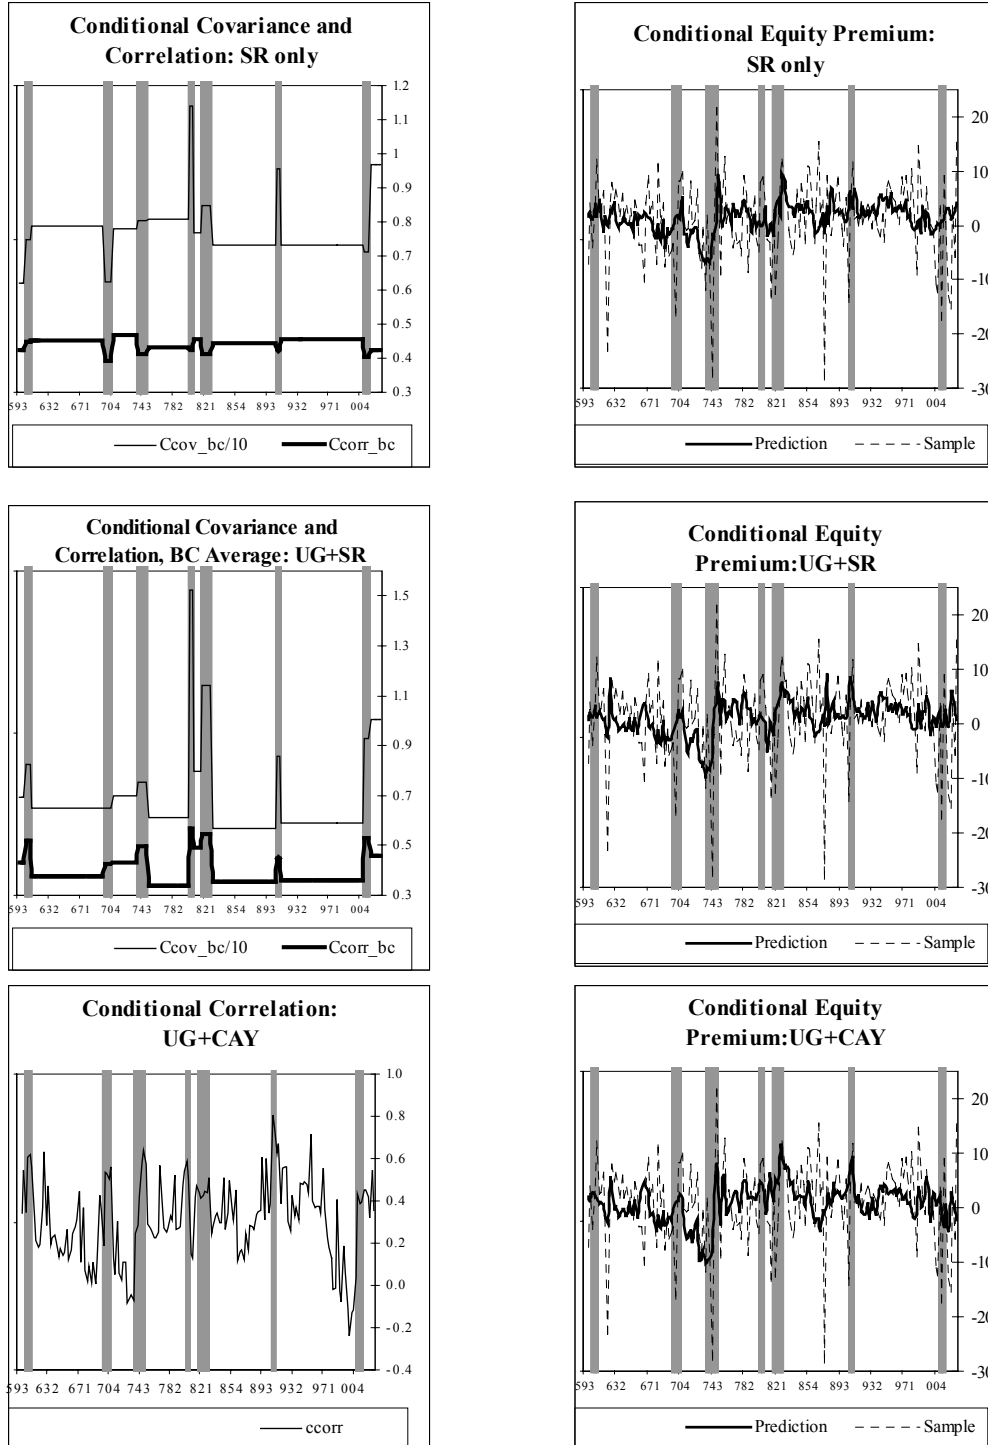 Conditional Covariance and
Correlation: SR only
1.2
1.1
1
0.9
0.8
0.7
0.6
0.5
0.4
0.3
593 632 671 704 743 782 821 854 893 932 971 004
Ccov_bc/10 Ccorr_bc
Conditional Equity Premium:
SR only
20
10
0
-10
-20
-30
593 632 671 704 743 782 821 854 893 932 971 004
Prediction Sample
Conditional Covariance and
Correlation, BC Average: UG+SR
1.5
1.3
1.1
0.9
0.7
0.5
0.3
593 632 671 704 743 782 821 854 893 932 971 004
Ccov_bc/10 Ccorr_bc
Conditional Equity
Premium:UG+SR
20
10
0
-10
-20
-30
593 632 671 704 743 782 821 854 893 932 971 004
Prediction Sample
Conditional Correlation:
UG+CAY
1.0
0.8
0.6
0.4
0.2
0.0
-0.2
-0.4
593 632 671 704 743 782 821 854 893 932 971 004
ccorr
Conditional Equity
Premium:UG+CAY
20
10
0
-10
-20
-30
593 632 671 704 743 782 821 854 893 932 971 004
Prediction Sample